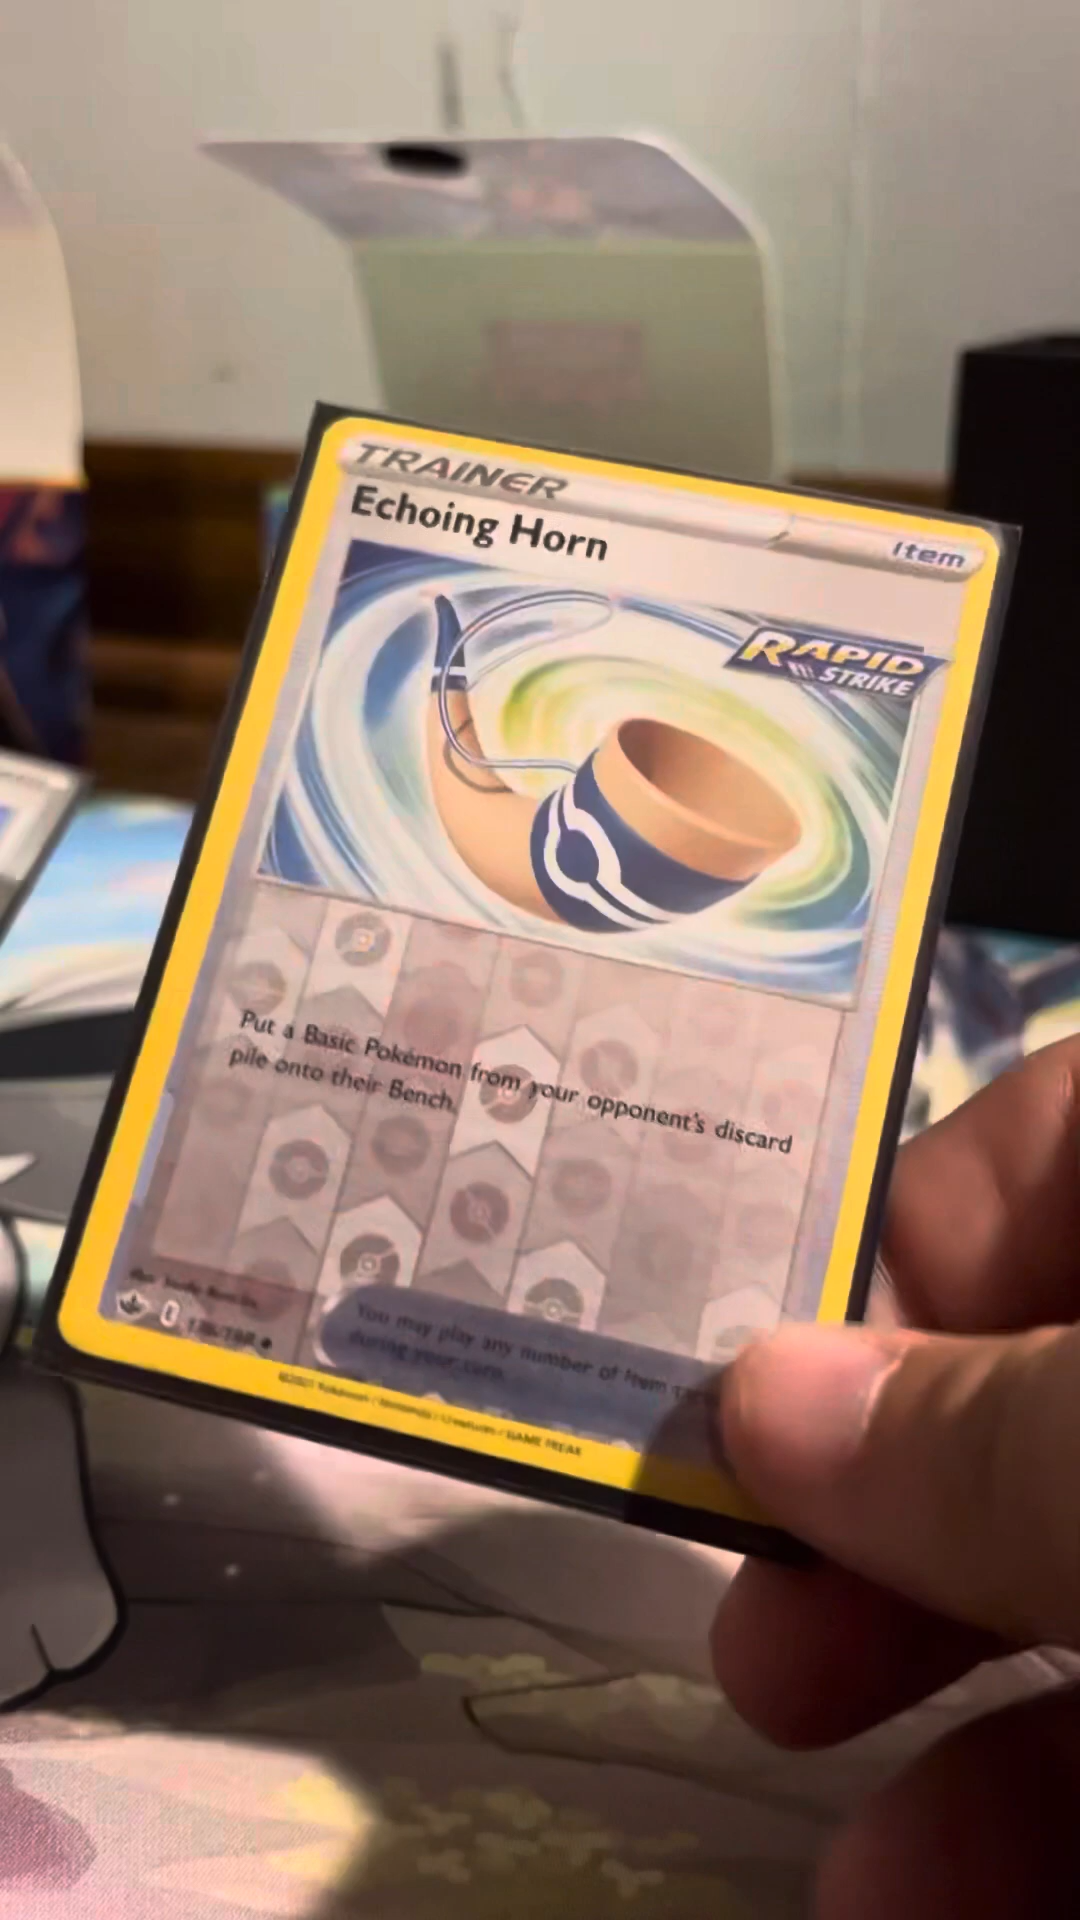 TRAINER
Item
Echoing Horn
RAPID
STRIKE
Put a Basic Pokémon from your opponent's discard
pile onto their Bench.
You may play any number of Item
during your turn.
©2021 Pokémon / Nintendo / Creatures / GAME FREAK